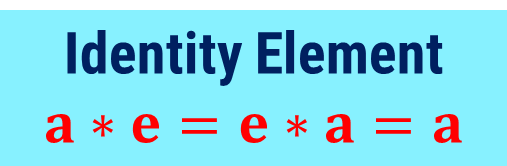 Identity Element
a * e = e * a = a